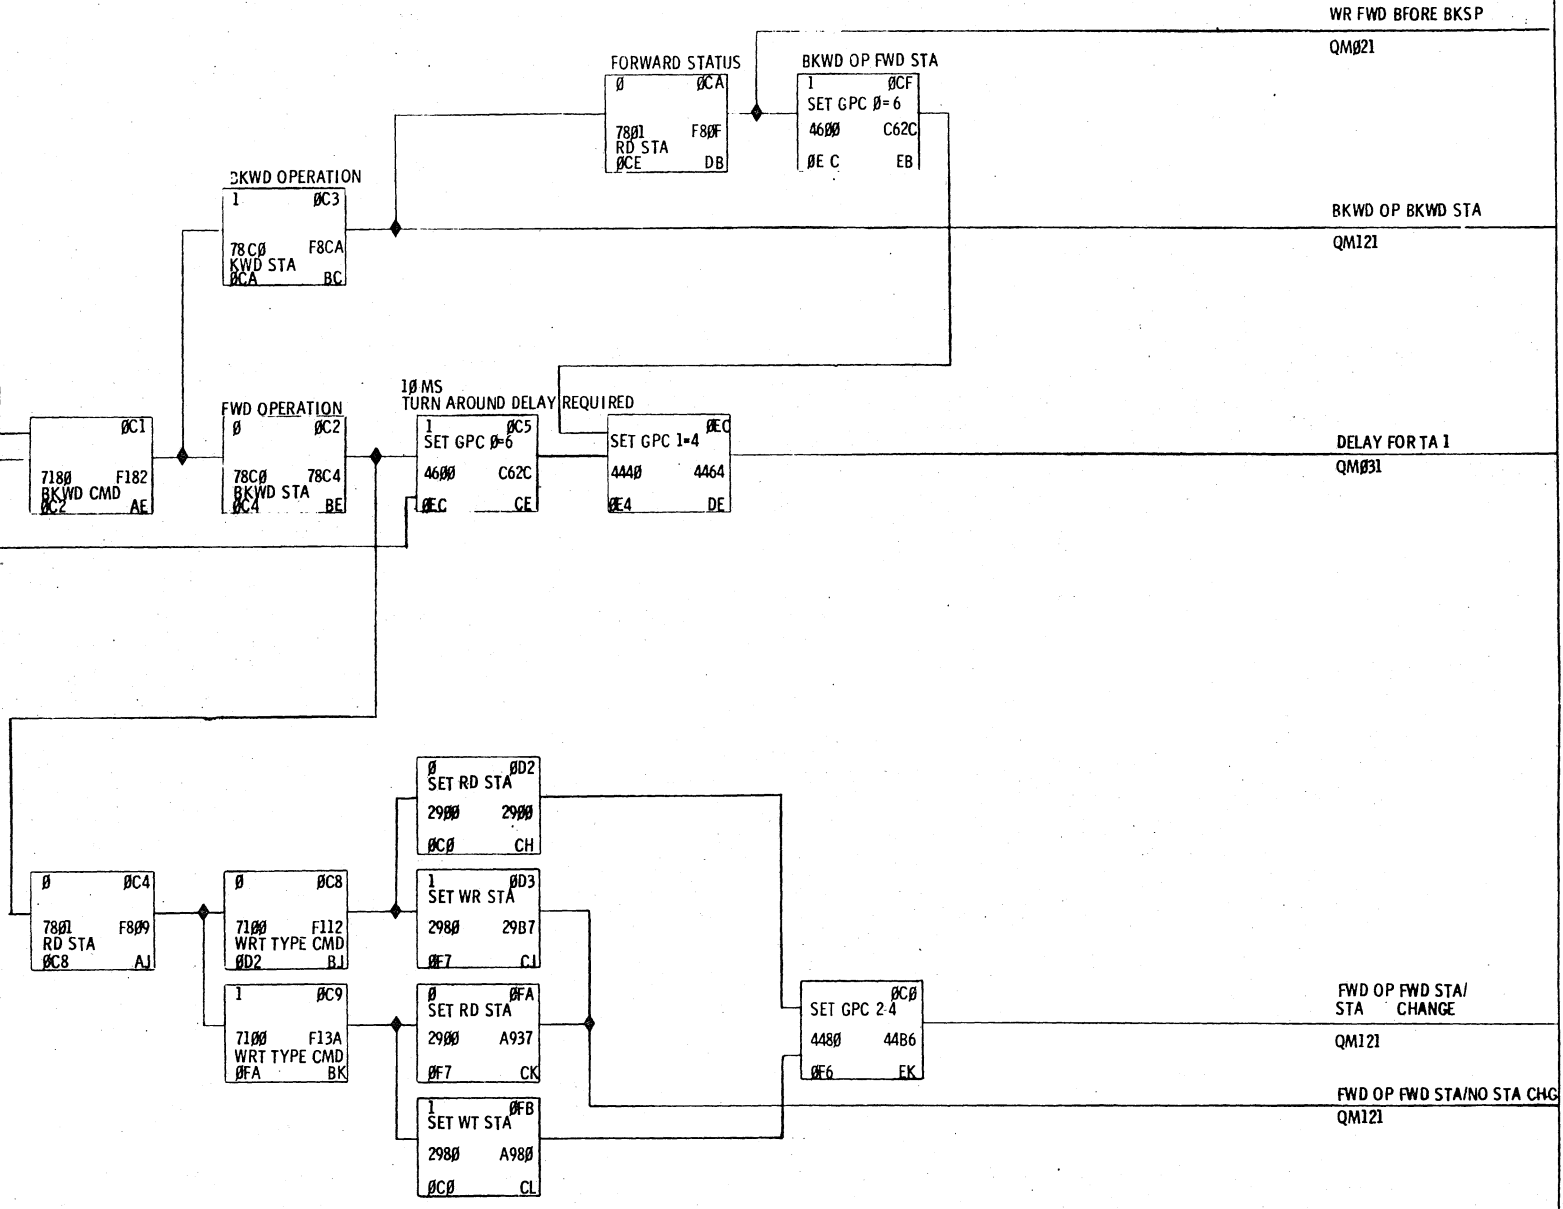 WR FWD BFORE BKSP
QMØ21
FORWARD STATUS
Ø ØCA
78Ø1 F8ØF
RD STA
ØCE DB
BKWD OP FWD STA
1 ØCF
SET GPC Ø=6
46ØØ C62C
ØE C EB
BKWD OPERATION
1 ØC3
78CØ F8CA
KWD STA
ØCA BC
BKWD OP BKWD STA
QM121
ØC1
718Ø F182
BKWD CMD
ØC2 AE
FWD OPERATION
Ø ØC2
78CØ 78C4
BKWD STA
ØC4 BE
1Ø MS
TURN AROUND DELAY REQUIRED
1 ØC5
SET GPC Ø=6
46ØØ C62C
ØEC CE
ØEC
SET GPC 1=4
444Ø 4464
ØE4 DE
DELAY FOR TA 1
QMØ31
Ø ØD2
SET RD STA
29ØØ 29ØØ
ØCØ CH
Ø ØC4
78Ø1 F8Ø9
RD STA
ØC8 AJ
Ø ØC8
71ØØ F112
WRT TYPE CMD
ØD2 BJ
1 ØD3
SET WR STA
298Ø 29B7
ØF7 CJ
1 ØC9
71ØØ F13A
WRT TYPE CMD
ØFA BK
Ø ØFA
SET RD STA
29ØØ A937
ØF7 CK
ØCØ
SET GPC 2-4
448Ø 44B6
ØF6 EK
FWD OP FWD STA/
STA CHANGE
QM121
1 ØFB
SET WT STA
298Ø A98Ø
ØCØ CL
FWD OP FWD STA/NO STA CHG
QM121